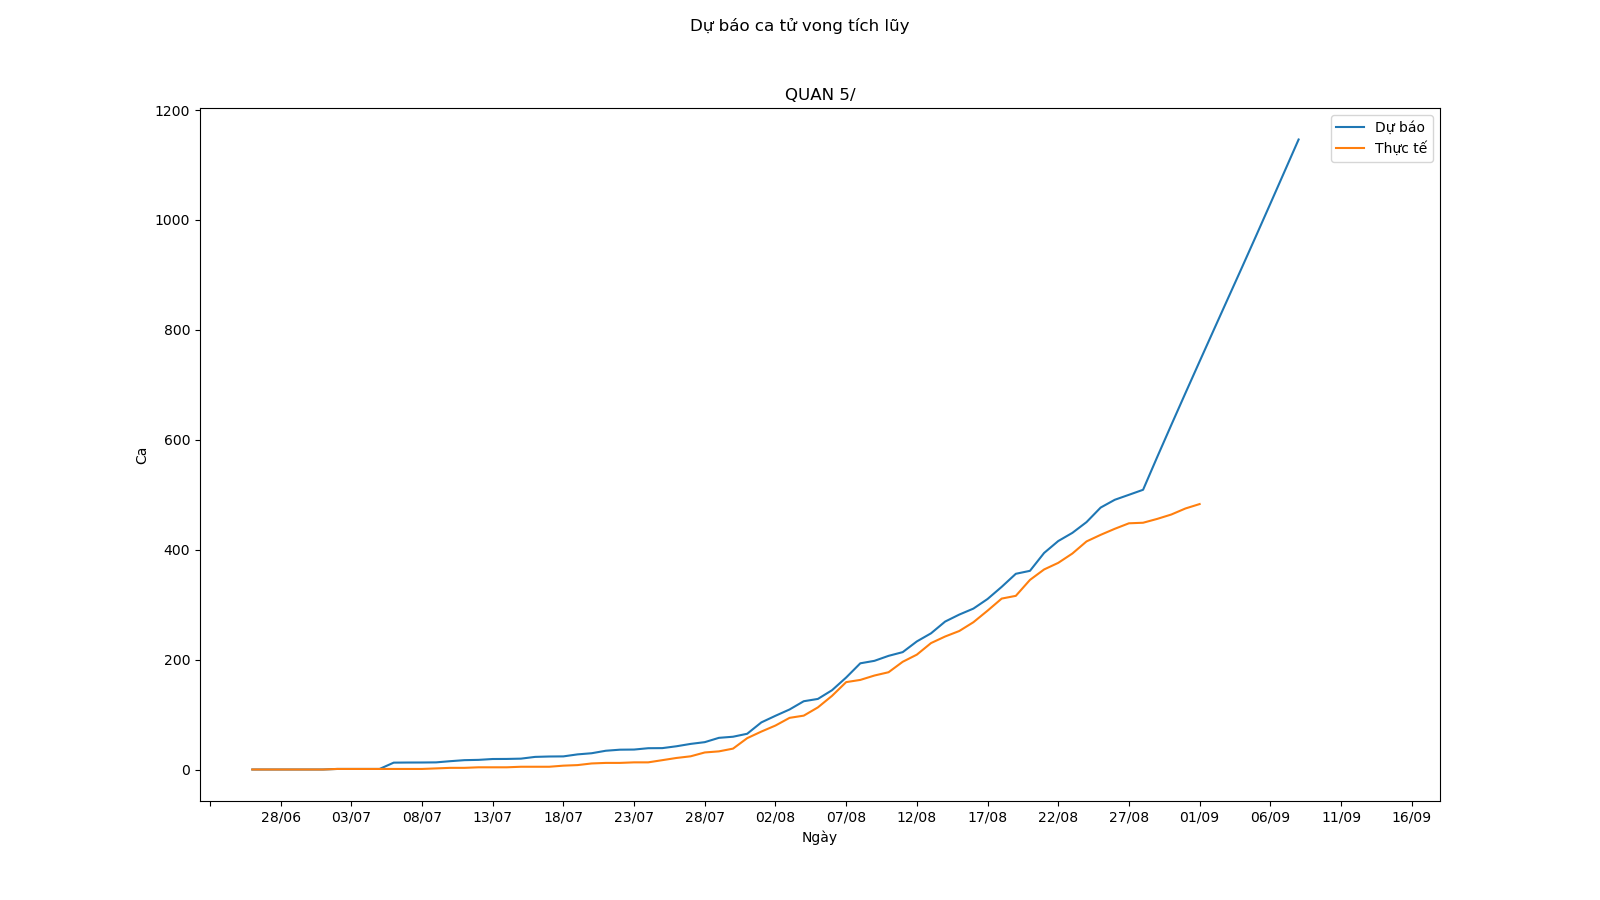 Dự báo ca tử vong tích lũy
QUAN 5/
Dự báo
Thực tế
1200
1000
800
600
400
200
0
Ca
28/06 03/07 08/07 13/07 18/07 23/07 28/07 02/08 07/08 12/08 17/08 22/08 27/08 01/09 06/09 11/09 16/09
Ngày